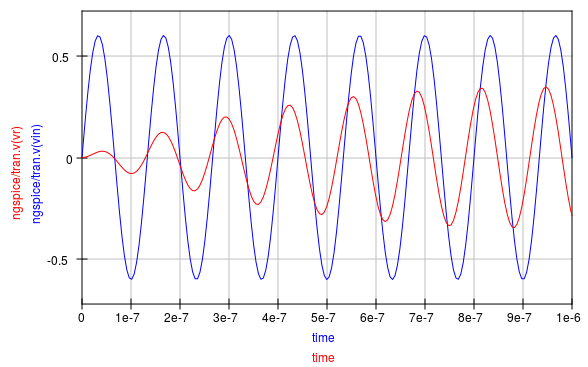 ngspice/tran.v(vr)
ngspice/tran.v(vin)
0.5
0
-0.5
0 1e-7 2e-7 3e-7 4e-7 5e-7 6e-7 7e-7 8e-7 9e-7 1e-6
time
time